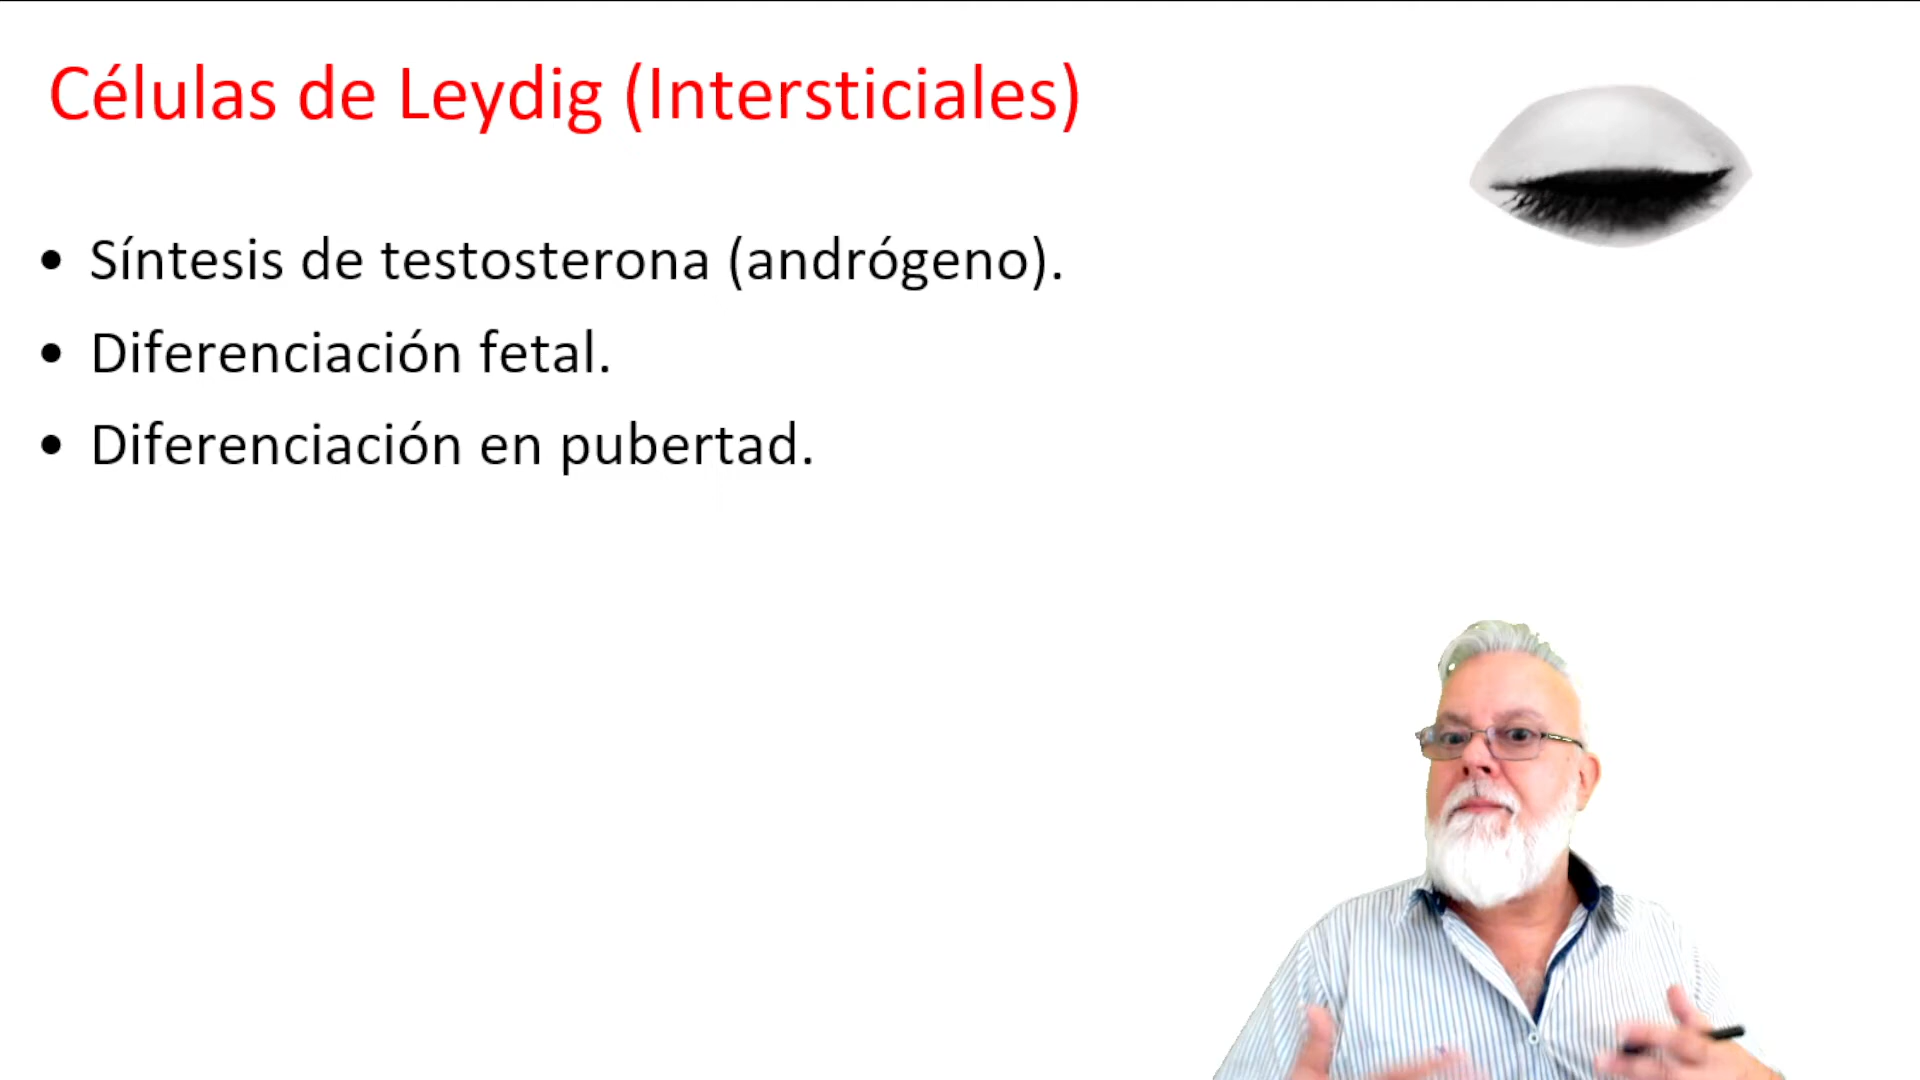 Células de Leydig (Intersticiales)
• Síntesis de testosterona (andrógeno).
• Diferenciación fetal.
• Diferenciación en pubertad.